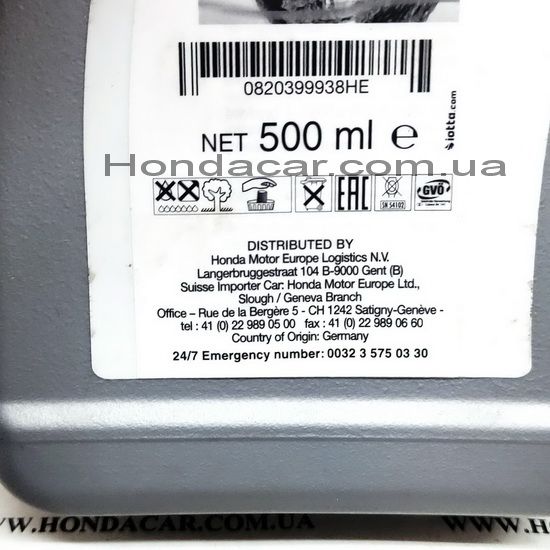 0820399938HE
NET 500 ml ℮
iotta.com
Hondacar.com.ua
EAC
SN 54102
GVÖ
DISTRIBUTED BY
Honda Motor Europe Logistics N.V.
Langerbruggestraat 104 B-9000 Gent (B)
Suisse Importer Car: Honda Motor Europe Ltd.,
Slough / Geneva Branch
Office – Rue de la Bergère 5 - CH 1242 Satigny-Genève -
tel : 41 (0) 22 989 05 00 fax : 41 (0) 22 989 06 60
Country of Origin: Germany
24/7 Emergency number: 0032 3 575 03 30
WWW.HONDACAR.COM.UA
WWW.HONDA